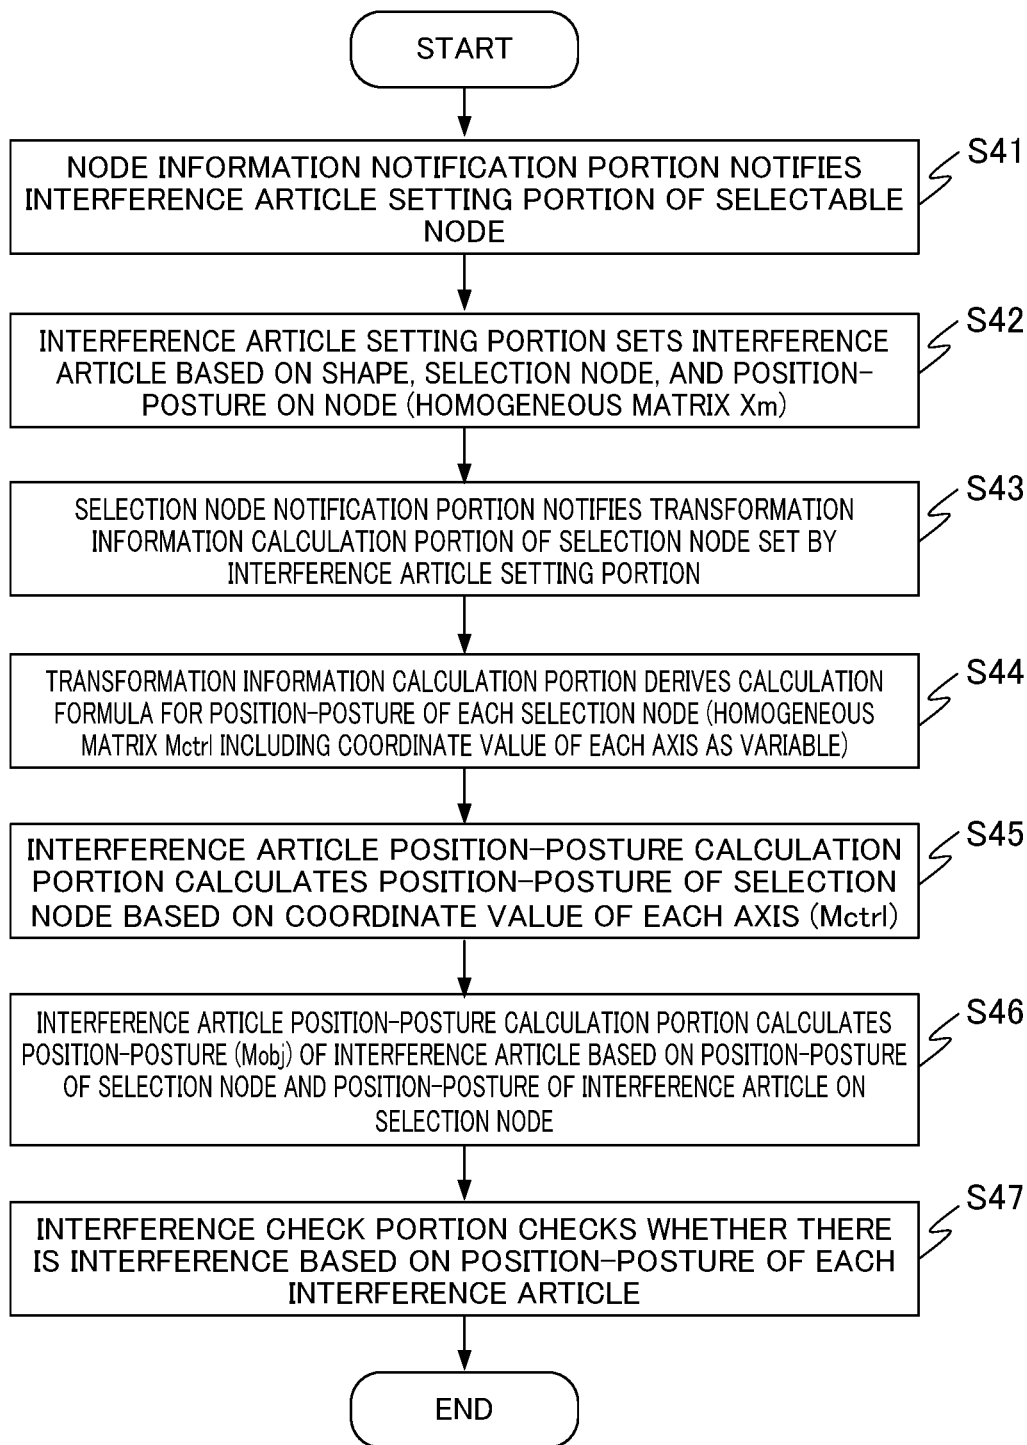 START
S41
NODE INFORMATION NOTIFICATION PORTION NOTIFIES
INTERFERENCE ARTICLE SETTING PORTION OF SELECTABLE
NODE
S42
INTERFERENCE ARTICLE SETTING PORTION SETS INTERFERENCE
ARTICLE BASED ON SHAPE, SELECTION NODE, AND POSITION-
POSTURE ON NODE (HOMOGENEOUS MATRIX Xm)
S43
SELECTION NODE NOTIFICATION PORTION NOTIFIES TRANSFORMATION
INFORMATION CALCULATION PORTION OF SELECTION NODE SET BY
INTERFERENCE ARTICLE SETTING PORTION
S44
TRANSFORMATION INFORMATION CALCULATION PORTION DERIVES CALCULATION
FORMULA FOR POSITION-POSTURE OF EACH SELECTION NODE (HOMOGENEOUS
MATRIX Mctrl INCLUDING COORDINATE VALUE OF EACH AXIS AS VARIABLE)
S45
INTERFERENCE ARTICLE POSITION-POSTURE CALCULATION
PORTION CALCULATES POSITION-POSTURE OF SELECTION
NODE BASED ON COORDINATE VALUE OF EACH AXIS (Mctrl)
S46
INTERFERENCE ARTICLE POSITION-POSTURE CALCULATION PORTION CALCULATES
POSITION-POSTURE (Mobj) OF INTERFERENCE ARTICLE BASED ON POSITION-POSTURE
OF SELECTION NODE AND POSITION-POSTURE OF INTERFERENCE ARTICLE ON
SELECTION NODE
S47
INTERFERENCE CHECK PORTION CHECKS WHETHER THERE
IS INTERFERENCE BASED ON POSITION-POSTURE OF EACH
INTERFERENCE ARTICLE
END